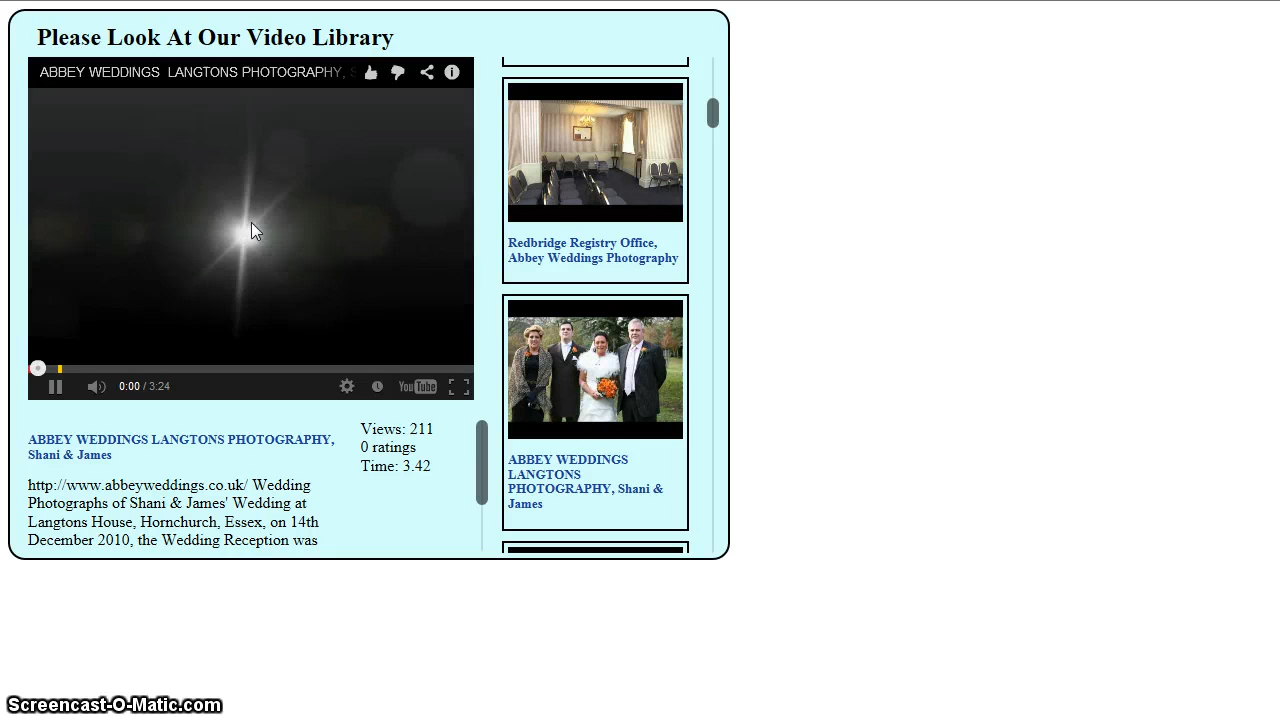 Please Look At Our Video Library
ABBEY WEDDINGS LANGTONS PHOTOGRAPHY,
0:00 / 3:24
YouTube
ABBEY WEDDINGS LANGTONS PHOTOGRAPHY,
Shani & James
http://www.abbeyweddings.co.uk/ Wedding
Photographs of Shani & James' Wedding at
Langtons House, Hornchurch, Essex, on 14th
December 2010, the Wedding Reception was
Views: 211
0 ratings
Time: 3.42
Redbridge Registry Office,
Abbey Weddings Photography
ABBEY WEDDINGS
LANGTONS
PHOTOGRAPHY, Shani &
James
Screencast-O-Matic.com